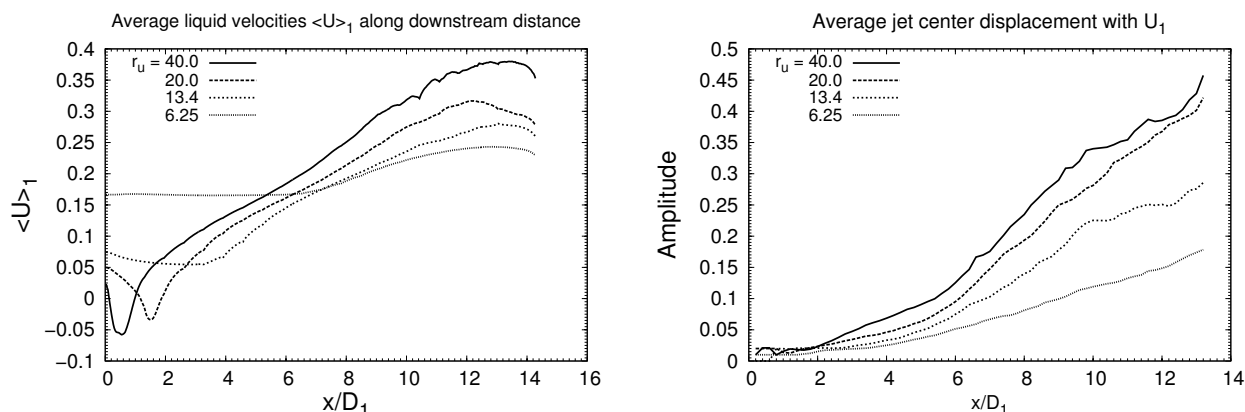 Average liquid velocities <U>₁ along downstream distance
0.4
0.35
0.3
0.25
0.2
0.15
0.1
0.05
0
−0.05
−0.1
<U>₁
rᵤ = 40.0
20.0
13.4
6.25
0 2 4 6 8 10 12 14 16
x/D₁
Average jet center displacement with U₁
0.5
0.45
0.4
0.35
0.3
0.25
0.2
0.15
0.1
0.05
0
Amplitude
rᵤ = 40.0
20.0
13.4
6.25
0 2 4 6 8 10 12 14
x/D₁